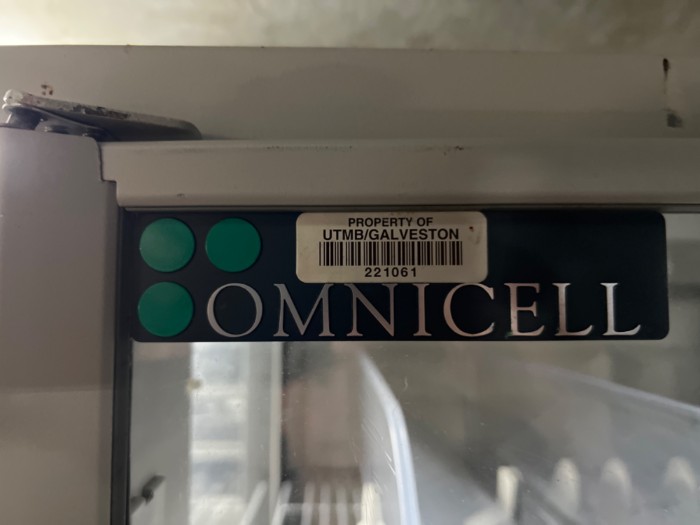 PROPERTY OF
UTMB/GALVESTON
221061
OMNICELL